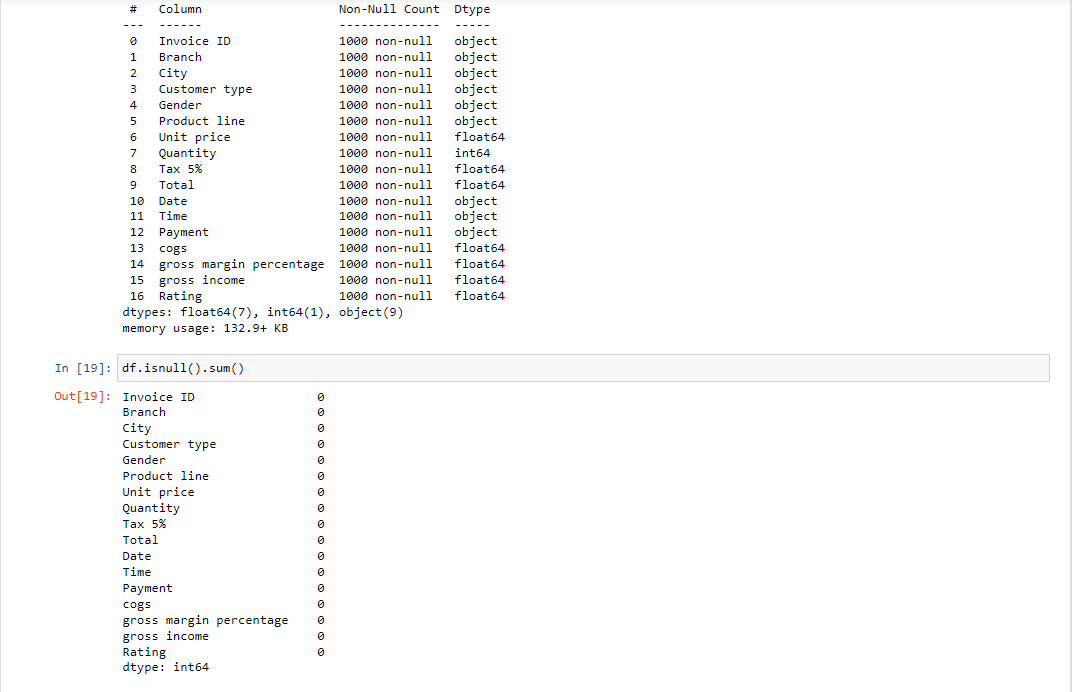 #   Column                   Non-Null Count  Dtype
---  ------                   --------------  -----
0   Invoice ID               1000 non-null   object
1   Branch                   1000 non-null   object
2   City                     1000 non-null   object
3   Customer type            1000 non-null   object
4   Gender                   1000 non-null   object
5   Product line             1000 non-null   object
6   Unit price               1000 non-null   float64
7   Quantity                 1000 non-null   int64
8   Tax 5%                   1000 non-null   float64
9   Total                    1000 non-null   float64
10  Date                     1000 non-null   object
11  Time                     1000 non-null   object
12  Payment                  1000 non-null   object
13  cogs                     1000 non-null   float64
14  gross margin percentage  1000 non-null   float64
15  gross income             1000 non-null   float64
16  Rating                   1000 non-null   float64
dtypes: float64(7), int64(1), object(9)
memory usage: 132.9+ KB
In [19]: df.isnull().sum()
Out[19]: Invoice ID                 0
Branch                     0
City                       0
Customer type              0
Gender                     0
Product line               0
Unit price                 0
Quantity                   0
Tax 5%                     0
Total                      0
Date                       0
Time                       0
Payment                    0
cogs                       0
gross margin percentage    0
gross income               0
Rating                     0
dtype: int64